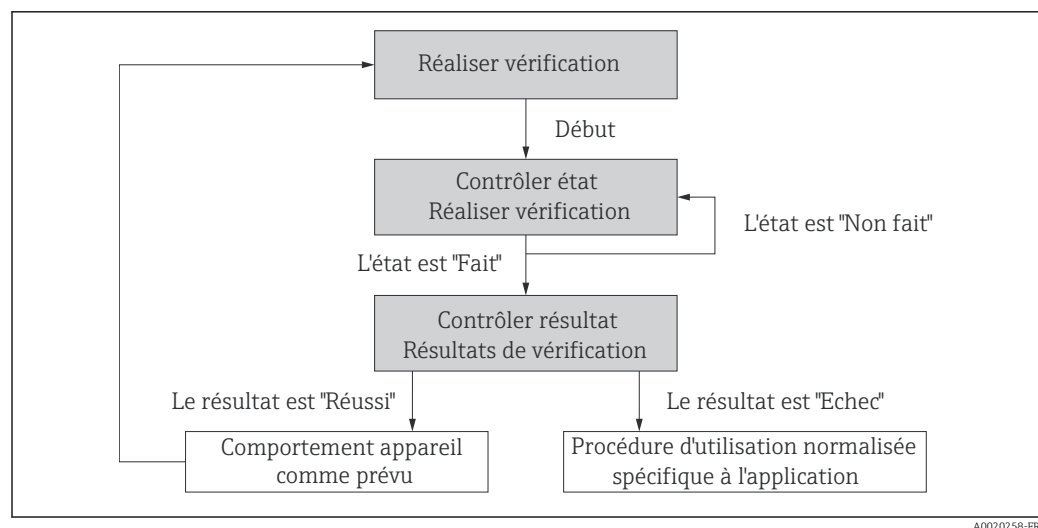 Réaliser vérification
Début
Contrôler état
Réaliser vérification
L'état est "Non fait"
L'état est "Fait"
Contrôler résultat
Résultats de vérification
Le résultat est "Réussi"
Le résultat est "Echec"
Comportement appareil
comme prévu
Procédure d'utilisation normalisée
spécifique à l'application
A0020258-FR